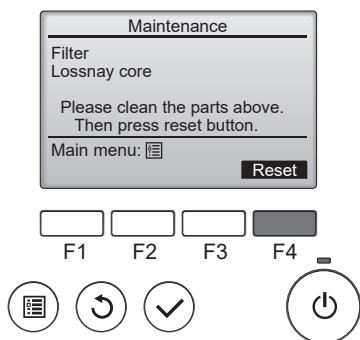 Maintenance
Filter
Lossnay core
Please clean the parts above.
Then press reset button.
Main menu:
Reset
F1 F2 F3 F4